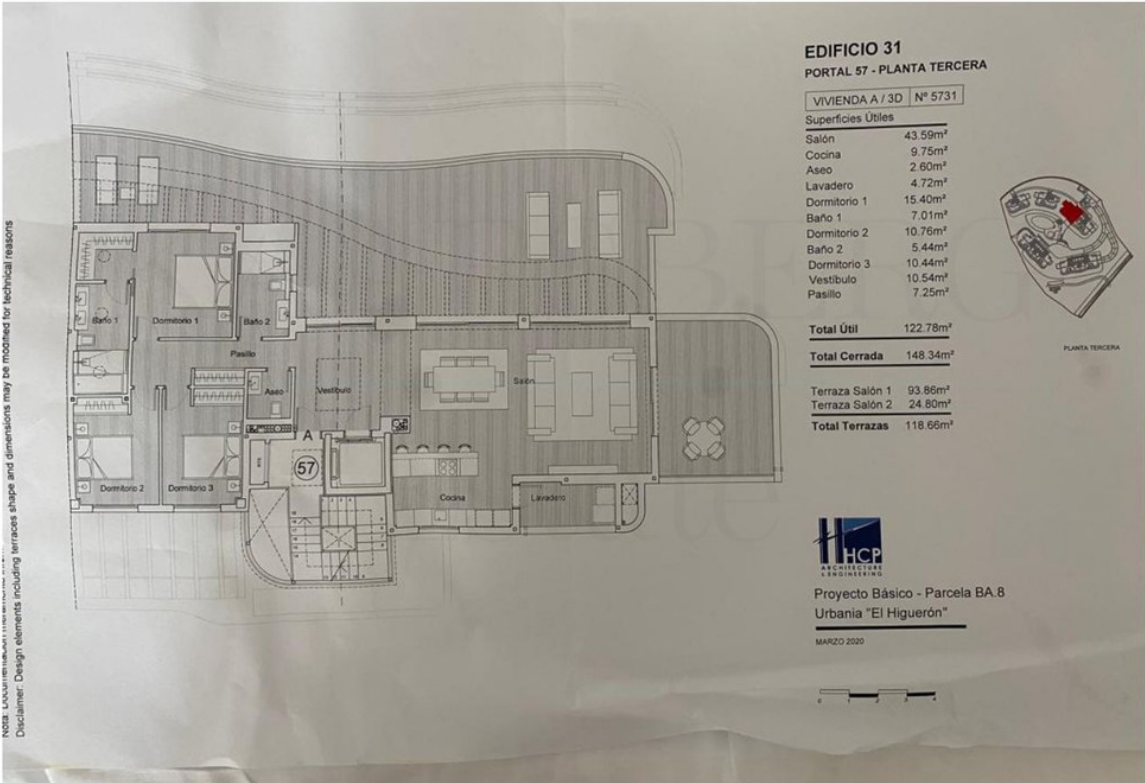 EDIFICIO 31
PORTAL 57 - PLANTA TERCERA
VIVIENDA A / 3D Nº 5731
Superficies Útiles
Salón 43.59m²
Cocina 9.75m²
Aseo 2.60m²
Lavadero 4.72m²
Dormitorio 1 15.40m²
Baño 1 7.01m²
Dormitorio 2 10.76m²
Baño 2 5.44m²
Dormitorio 3 10.44m²
Vestíbulo 10.54m²
Pasillo 7.25m²
Total Útil 122.78m²
Total Cerrada 148.34m²
Terraza Salón 1 93.86m²
Terraza Salón 2 24.80m²
Total Terrazas 118.66m²
PLANTA TERCERA
HCP
ARCHITECTURE
& ENGINEERING
Proyecto Básico - Parcela BA.8
Urbania "El Higuerón"
MARZO 2020
0 1 2 3 4
Baño 1
Dormitorio 1
Baño 2
Pasillo
Aseo
Vestíbulo
Salón
A
57
Dormitorio 2
Dormitorio 3
Cocina
Lavadero
Nota:
Disclaimer: Design elements including terraces shape and dimensions may be modified for technical reasons